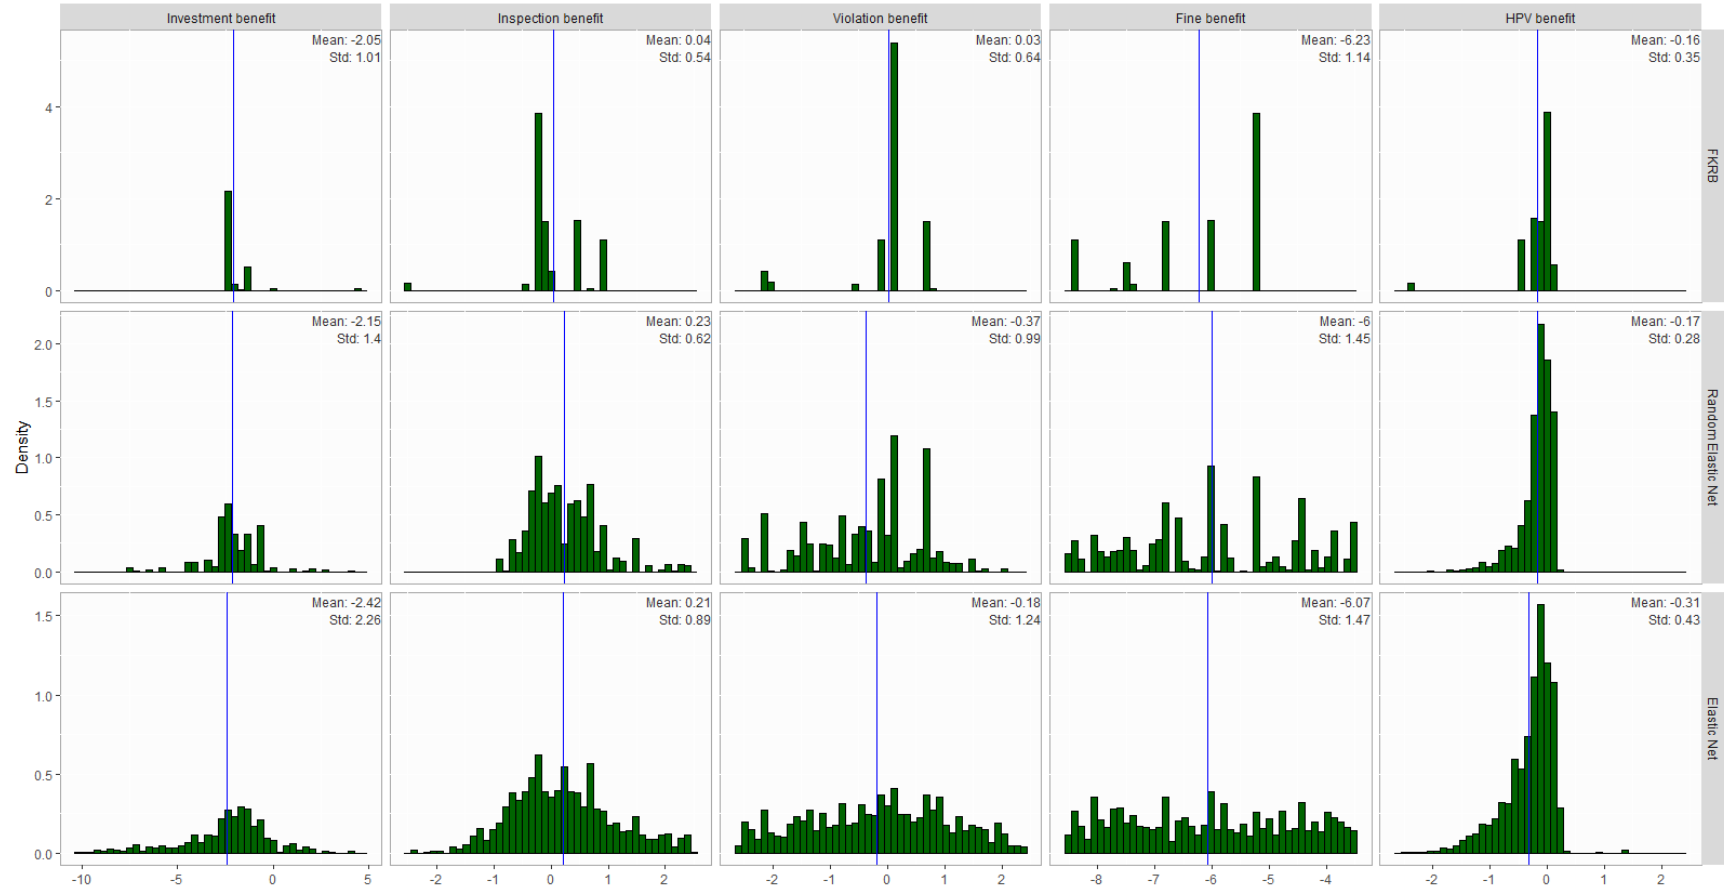 Investment benefit Inspection benefit Violation benefit Fine benefit HPV benefit
Mean: -2.05 Mean: 0.04 Mean: 0.03 Mean: -6.23 Mean: -0.16
Std: 1.01 Std: 0.54 Std: 0.64 Std: 1.14 Std: 0.35
4
2
0
FKRB
Mean: -2.15 Mean: 0.23 Mean: -0.37 Mean: -6 Mean: -0.17
Std: 1.4 Std: 0.62 Std: 0.99 Std: 1.45 Std: 0.28
2.0
1.5
1.0
0.5
0.0
Density
Random Elastic Net
Mean: -2.42 Mean: 0.21 Mean: -0.18 Mean: -6.07 Mean: -0.31
Std: 2.26 Std: 0.89 Std: 1.24 Std: 1.47 Std: 0.43
1.5
1.0
0.5
0.0
Elastic Net
-10 -5 0 5 -2 -1 0 1 2 -2 -1 0 1 2 -8 -7 -6 -5 -4 -2 -1 0 1 2